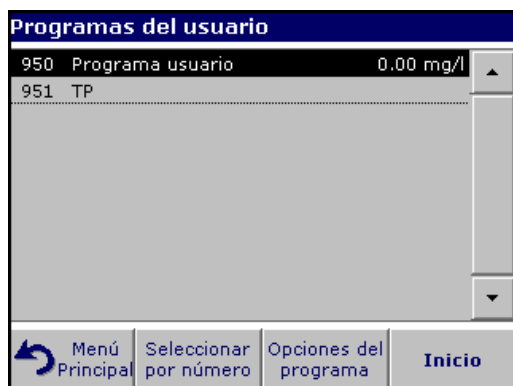 Programas del usuario
950 Programa usuario 0.00 mg/l
951 TP
Menú Principal
Seleccionar por número
Opciones del programa
Inicio